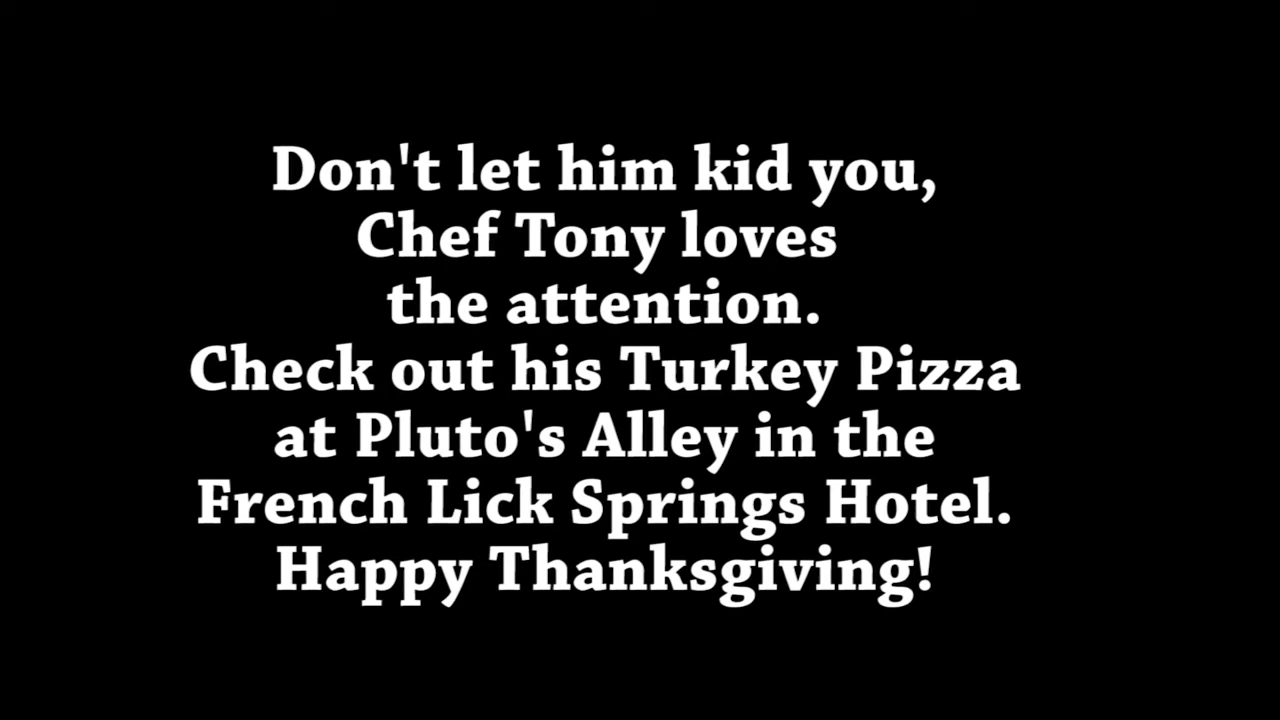 Don't let him kid you,
Chef Tony loves
the attention.
Check out his Turkey Pizza
at Pluto's Alley in the
French Lick Springs Hotel.
Happy Thanksgiving!